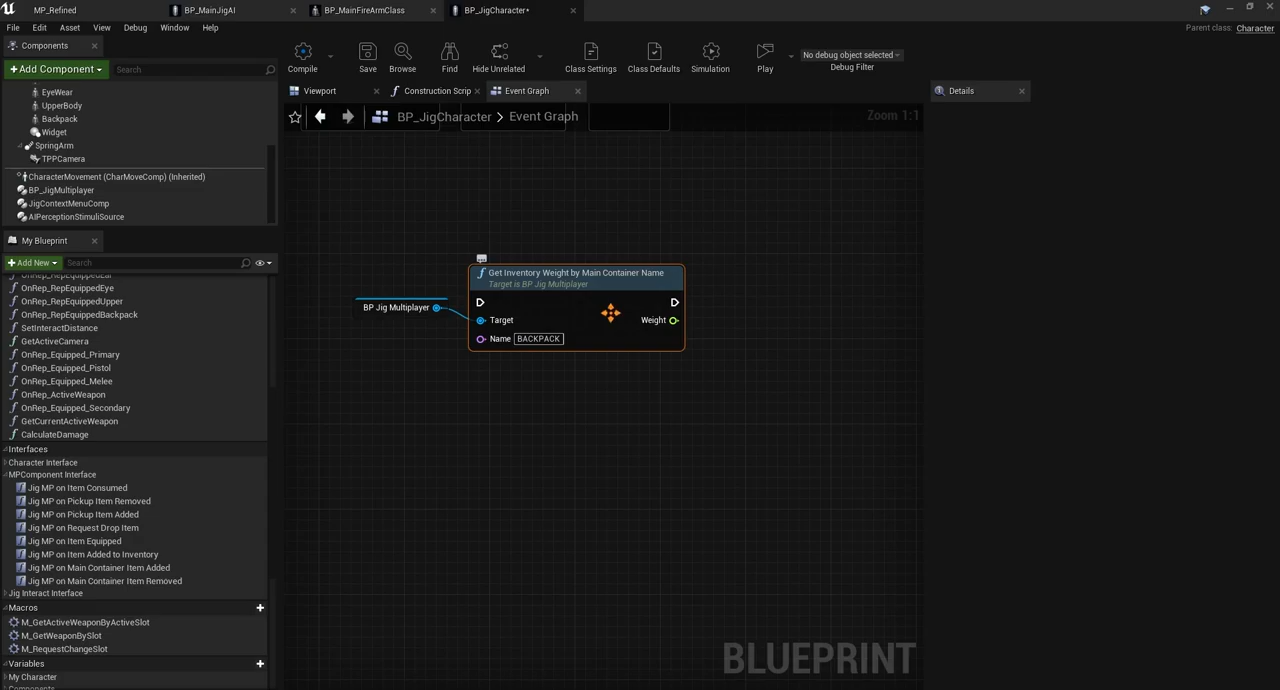 MP_Refined
BP_MainJigAI
BP_MainFireArmClass
BP_JigCharacter*
File
Edit
Asset
View
Debug
Window
Help
Parent class: Character
Components
Add Component
Search
Compile
Save
Browse
Find
Hide Unrelated
Class Settings
Class Defaults
Simulation
Play
No debug object selected
Debug Filter
EyeWear
UpperBody
Backpack
Widget
SpringArm
TPPCamera
CharacterMovement (CharMoveComp) (Inherited)
BP_JigMultiplayer
JigContextMenuComp
AIPerceptionStimuliSource
Viewport
Construction Scrip
Event Graph
Details
BP_JigCharacter > Event Graph
Zoom 1:1
My Blueprint
Add New
Search
OnRep_RepEquippedEar
OnRep_RepEquippedEye
OnRep_RepEquippedUpper
OnRep_RepEquippedBackpack
SetInteractDistance
GetActiveCamera
OnRep_Equipped_Primary
OnRep_Equipped_Pistol
OnRep_Equipped_Melee
OnRep_ActiveWeapon
OnRep_Equipped_Secondary
GetCurrentActiveWeapon
CalculateDamage
Interfaces
Character Interface
MPComponent Interface
Jig MP on Item Consumed
Jig MP on Pickup Item Removed
Jig MP on Pickup Item Added
Jig MP on Request Drop Item
Jig MP on Item Equipped
Jig MP on Item Added to Inventory
Jig MP on Main Container Item Added
Jig MP on Main Container Item Removed
Jig Interact Interface
Macros
M_GetActiveWeaponByActiveSlot
M_GetWeaponBySlot
M_RequestChangeSlot
Variables
My Character
Get Inventory Weight by Main Container Name
Target is BP Jig Multiplayer
BP Jig Multiplayer
Target
Weight
Name BACKPACK
BLUEPRINT